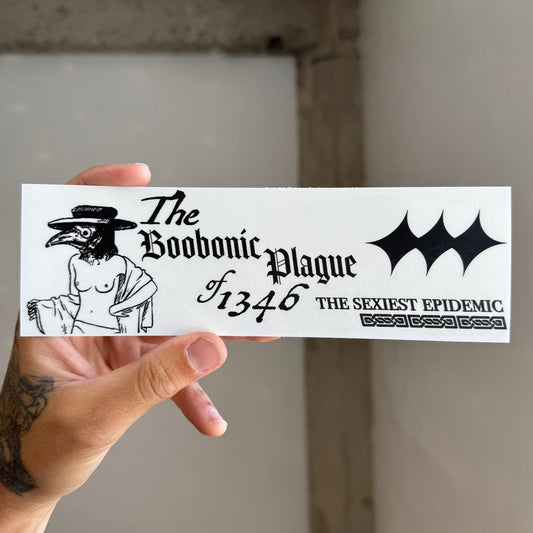 The
Boobonic Plague
of 1346
THE SEXIEST EPIDEMIC